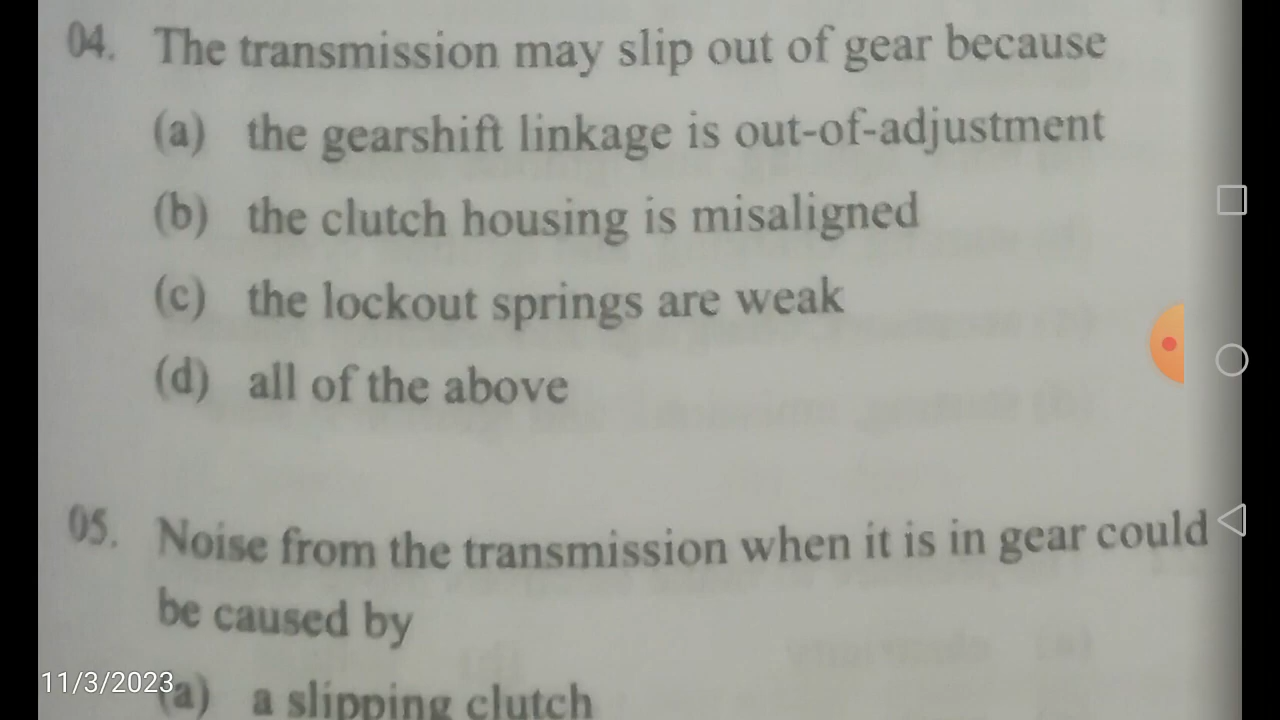 04. The transmission may slip out of gear because
(a) the gearshift linkage is out-of-adjustment
(b) the clutch housing is misaligned
(c) the lockout springs are weak
(d) all of the above
05. Noise from the transmission when it is in gear could
be caused by
(a) a slipping clutch
11/3/2023